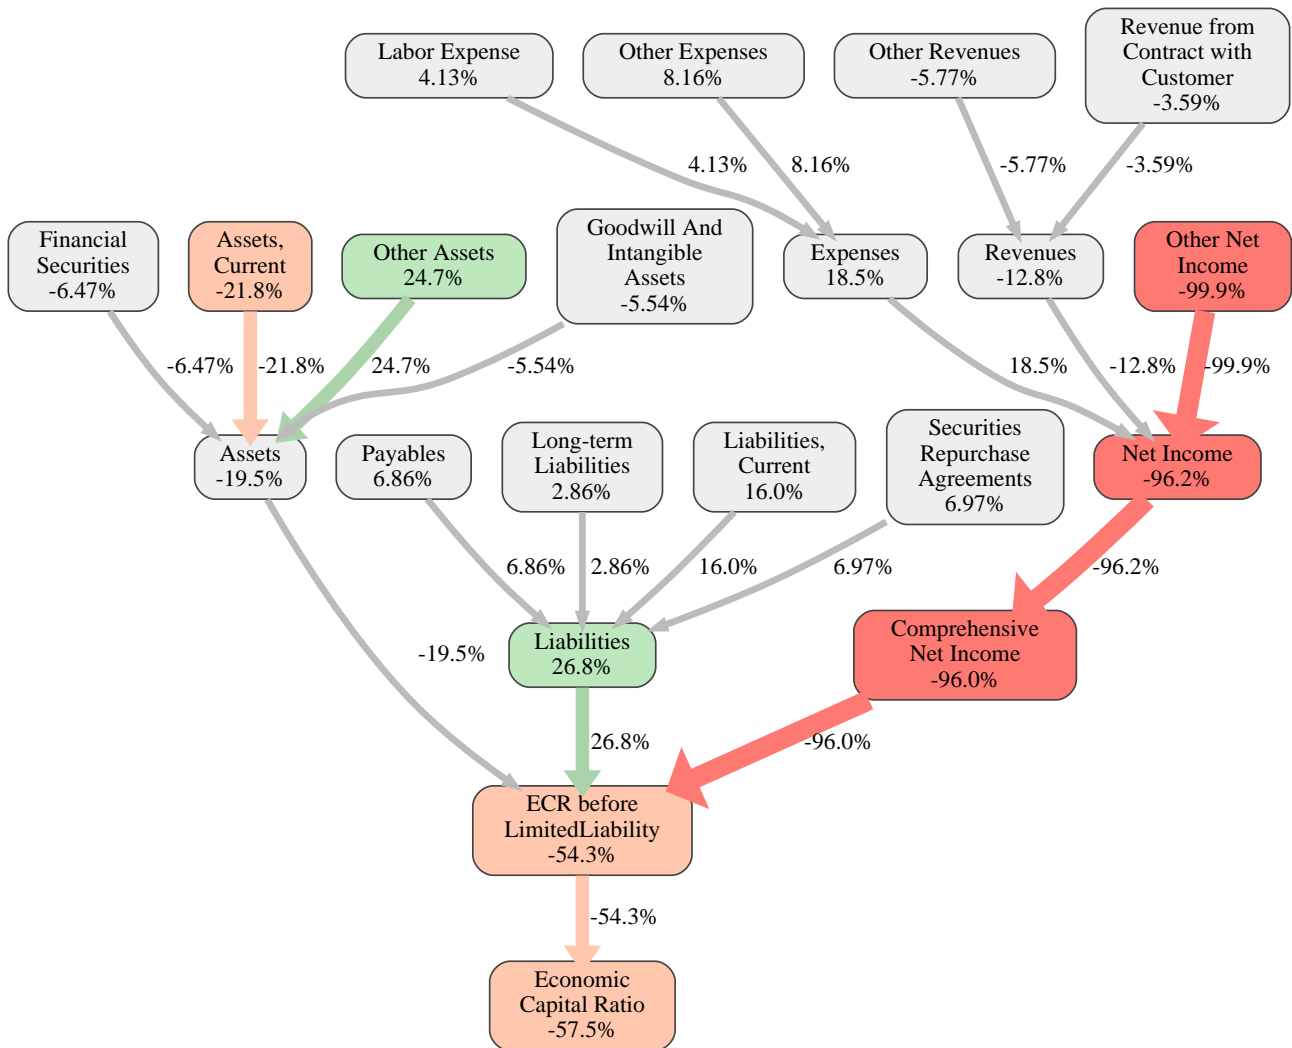 Labor Expense
4.13%
Other Expenses
8.16%
Other Revenues
-5.77%
Revenue from
Contract with
Customer
-3.59%
4.13%
8.16%
-5.77%
-3.59%
Financial
Securities
-6.47%
Assets,
Current
-21.8%
Other Assets
24.7%
Goodwill And
Intangible
Assets
-5.54%
Expenses
18.5%
Revenues
-12.8%
Other Net
Income
-99.9%
-6.47%
-21.8%
24.7%
-5.54%
18.5%
-12.8%
-99.9%
Assets
-19.5%
Payables
6.86%
Long-term
Liabilities
2.86%
Liabilities,
Current
16.0%
Securities
Repurchase
Agreements
6.97%
Net Income
-96.2%
6.86%
2.86%
16.0%
6.97%
-96.2%
-19.5%
Liabilities
26.8%
Comprehensive
Net Income
-96.0%
26.8%
-96.0%
ECR before
LimitedLiability
-54.3%
-54.3%
Economic
Capital Ratio
-57.5%